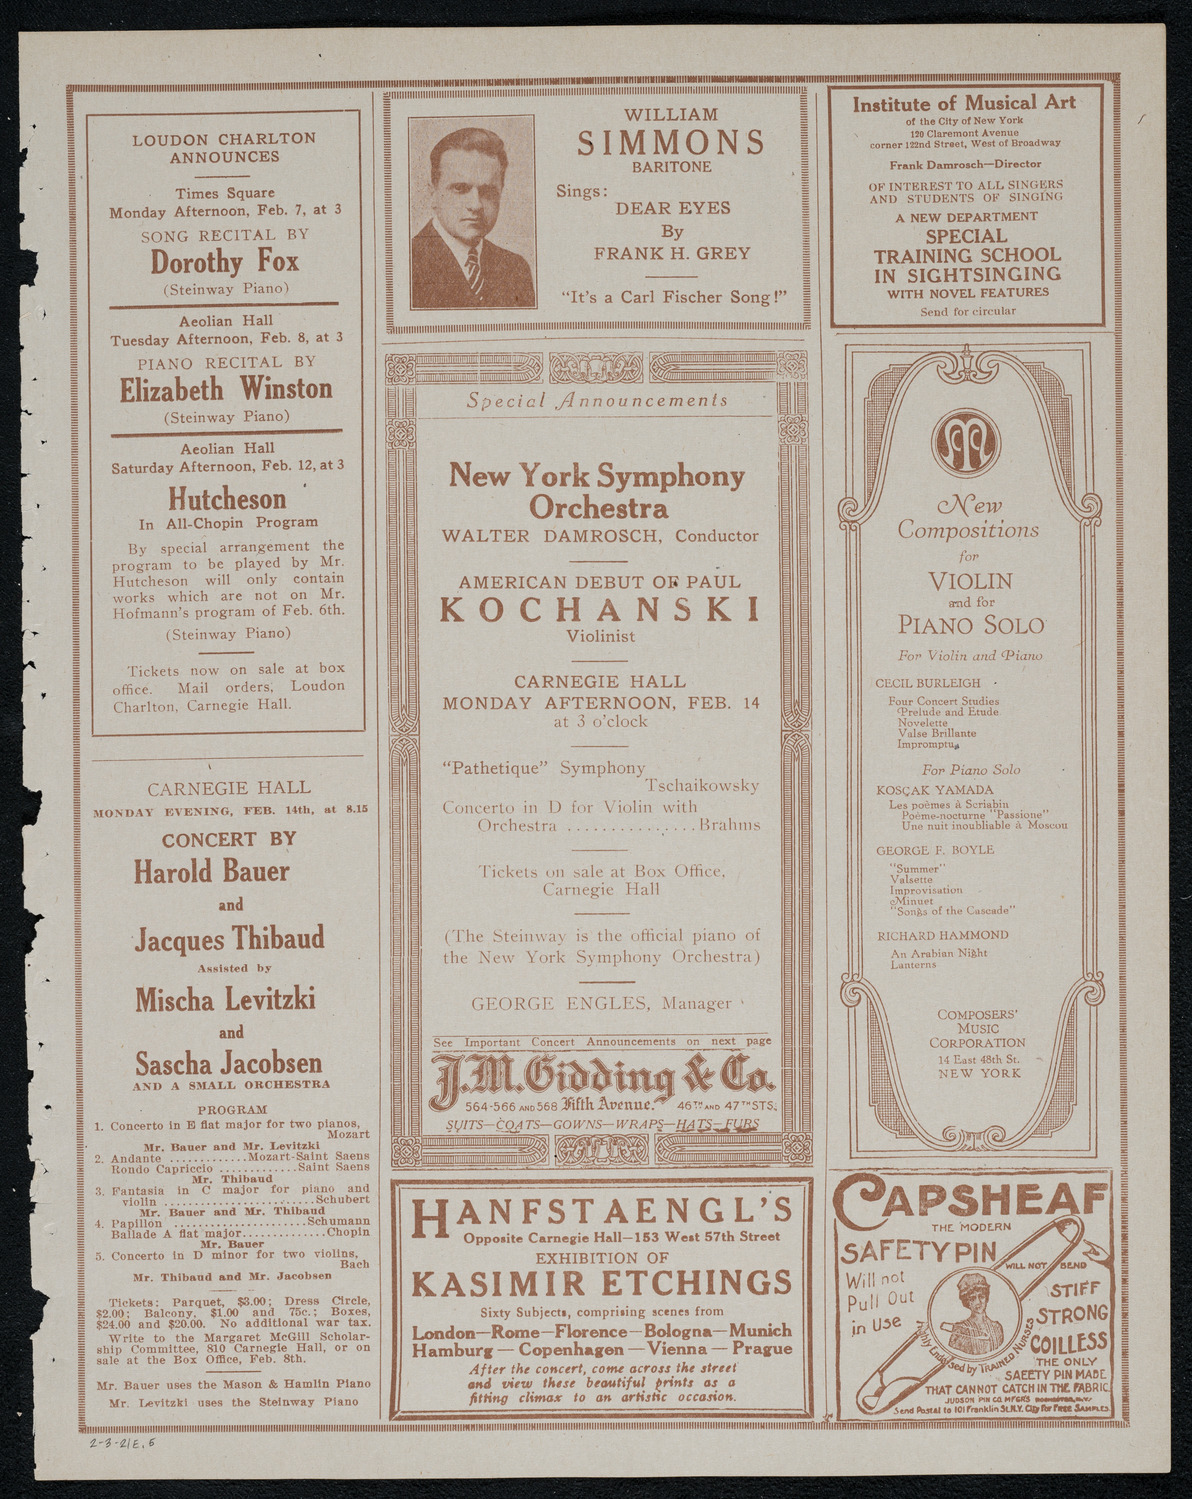 LOUDON CHARLTON
ANNOUNCES
Times Square
Monday Afternoon, Feb. 7, at 3
SONG RECITAL BY
Dorothy Fox
(Steinway Piano)
Aeolian Hall
Tuesday Afternoon, Feb. 8, at 3
PIANO RECITAL BY
Elizabeth Winston
(Steinway Piano)
Aeolian Hall
Saturday Afternoon, Feb. 12, at 3
Hutcheson
In All-Chopin Program
By special arrangement the
program to be played by Mr.
Hutcheson will only contain
works which are not on Mr.
Hofmann's program of Feb. 6th.
(Steinway Piano)
Tickets now on sale at box
office. Mail orders, Loudon
Charlton, Carnegie Hall.
CARNEGIE HALL
MONDAY EVENING, FEB. 14th, at 8.15
CONCERT BY
Harold Bauer
and
Jacques Thibaud
Assisted by
Mischa Levitzki
and
Sascha Jacobsen
AND A SMALL ORCHESTRA
PROGRAM
1. Concerto in E flat major for two pianos,
Mozart
Mr. Bauer and Mr. Levitzki
2. Andante .............Mozart-Saint Saens
Rondo Capriccio .............Saint Saens
Mr. Thibaud
3. Fantasia in C major for piano and
violin ......................Schubert
Mr. Bauer and Mr. Thibaud
4. Papillon ......................Schumann
Ballade A flat major..............Chopin
Mr. Bauer
5. Concerto in D minor for two violins,
Bach
Mr. Thibaud and Mr. Jacobsen
Tickets: Parquet, $3.00; Dress Circle,
$2.00; Balcony, $1.00 and 75c.; Boxes,
$24.00 and $20.00. No additional war tax.
Write to the Margaret McGill Scholar-
ship Committee, 810 Carnegie Hall, or on
sale at the Box Office, Feb. 8th.
Mr. Bauer uses the Mason & Hamlin Piano
Mr. Levitzki uses the Steinway Piano
2-3-21E, 5
WILLIAM
SIMMONS
BARITONE
Sings:
DEAR EYES
By
FRANK H. GREY
"It's a Carl Fischer Song!"
Special Announcements
New York Symphony
Orchestra
WALTER DAMROSCH, Conductor
AMERICAN DEBUT OF PAUL
KOCHANSKI
Violinist
CARNEGIE HALL
MONDAY AFTERNOON, FEB. 14
at 3 o'clock
"Pathetique" Symphony
Tschaikowsky
Concerto in D for Violin with
Orchestra ................Brahms
Tickets on sale at Box Office,
Carnegie Hall
(The Steinway is the official piano of
the New York Symphony Orchestra)
GEORGE ENGLES, Manager
See Important Concert Announcements on next page
J.M. Gidding & Co.
564-566 AND 568 Fifth Avenue. 46TH AND 47TH STS.
SUITS—COATS—GOWNS—WRAPS—HATS—FURS
HANFSTAENGL'S
Opposite Carnegie Hall—153 West 57th Street
EXHIBITION OF
KASIMIR ETCHINGS
Sixty Subjects, comprising scenes from
London—Rome—Florence—Bologna—Munich
Hamburg—Copenhagen—Vienna—Prague
After the concert, come across the street
and view these beautiful prints as a
fitting climax to an artistic occasion.
Institute of Musical Art
of the City of New York
120 Claremont Avenue
corner 122nd Street, West of Broadway
Frank Damrosch—Director
OF INTEREST TO ALL SINGERS
AND STUDENTS OF SINGING
A NEW DEPARTMENT
SPECIAL
TRAINING SCHOOL
IN SIGHTSINGING
WITH NOVEL FEATURES
Send for circular
New
Compositions
for
VIOLIN
and for
PIANO SOLO
For Violin and Piano
CECIL BURLEIGH
Four Concert Studies
Prelude and Etude
Novelette
Valse Brillante
Impromptu
For Piano Solo
KOSÇAK YAMADA
Les poèmes à Scriabin
Poème-nocturne "Passione"
Une nuit inoubliable à Moscou
GEORGE F. BOYLE
"Summer"
Valsette
Improvisation
Minuet
"Songs of the Cascade"
RICHARD HAMMOND
An Arabian Night
Lanterns
COMPOSERS'
MUSIC
CORPORATION
14 East 48th St.
NEW YORK
CAPSHEAF
THE MODERN
SAFETY PIN
WILL NOT BEND
Will not
Pull Out
in Use
STIFF
STRONG
COILLESS
Highly Endorsed by TRAINED NURSES
THE ONLY
SAFETY PIN MADE
THAT CANNOT CATCH IN THE FABRIC.
JUDSON PIN CO. MFGRS
Send Postal to 101 Franklin St. N.Y. City for FREE SAMPLES.